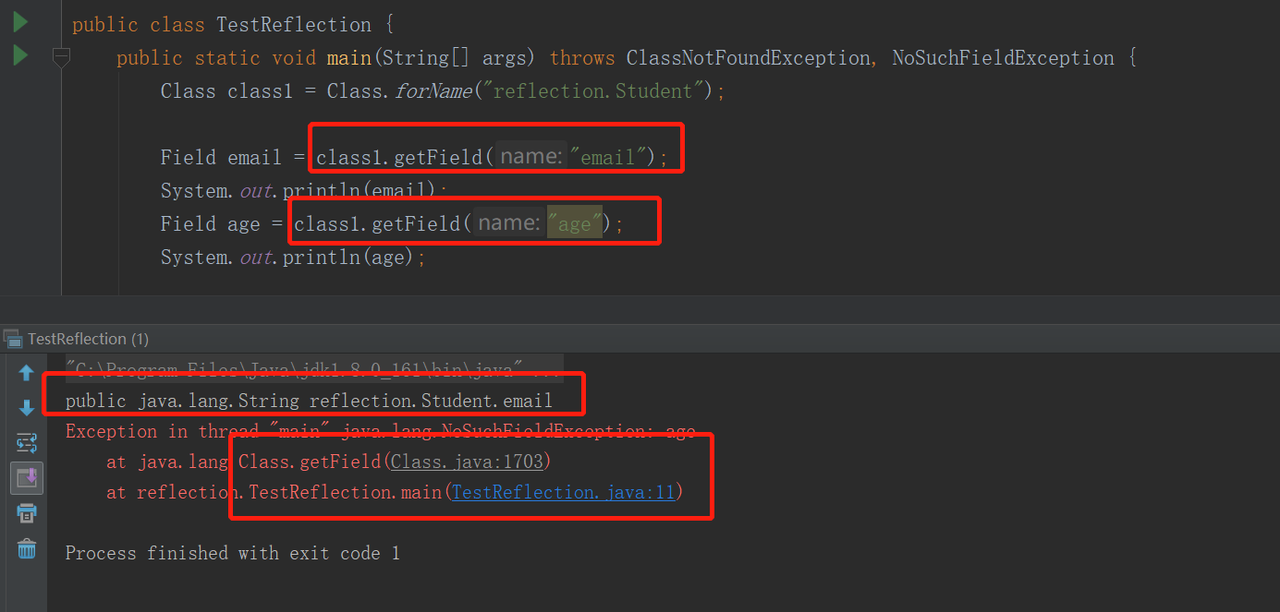 public class TestReflection {
public static void main(String[] args) throws ClassNotFoundException, NoSuchFieldException {
Class class1 = Class.forName("reflection.Student");
Field email = class1.getField( name: "email");
System.out.println(email);
Field age = class1.getField( name: "age");
System.out.println(age);
TestReflection (1)
"C:\Program Files\Java\jdk1.8.0_161\bin\java" ...
public java.lang.String reflection.Student.email
Exception in thread "main" java.lang.NoSuchFieldException: age
at java.lang.Class.getField(Class.java:1703)
at reflection.TestReflection.main(TestReflection.java:11)
Process finished with exit code 1